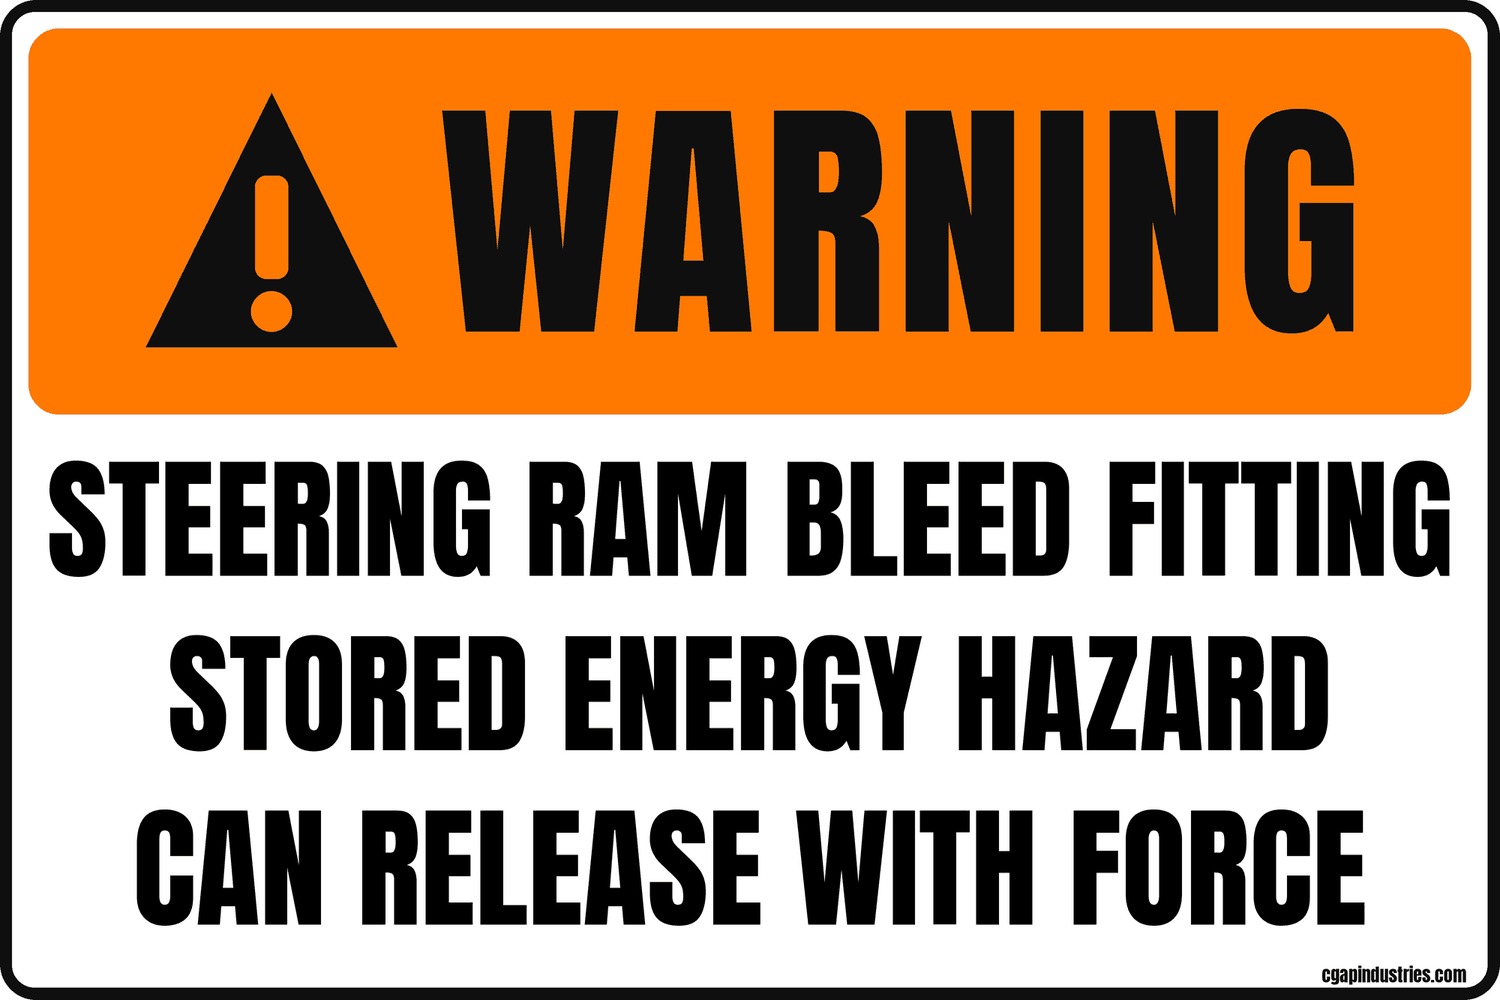 WARNING
STEERING RAM BLEED FITTING
STORED ENERGY HAZARD
CAN RELEASE WITH FORCE
cgapindustries.com